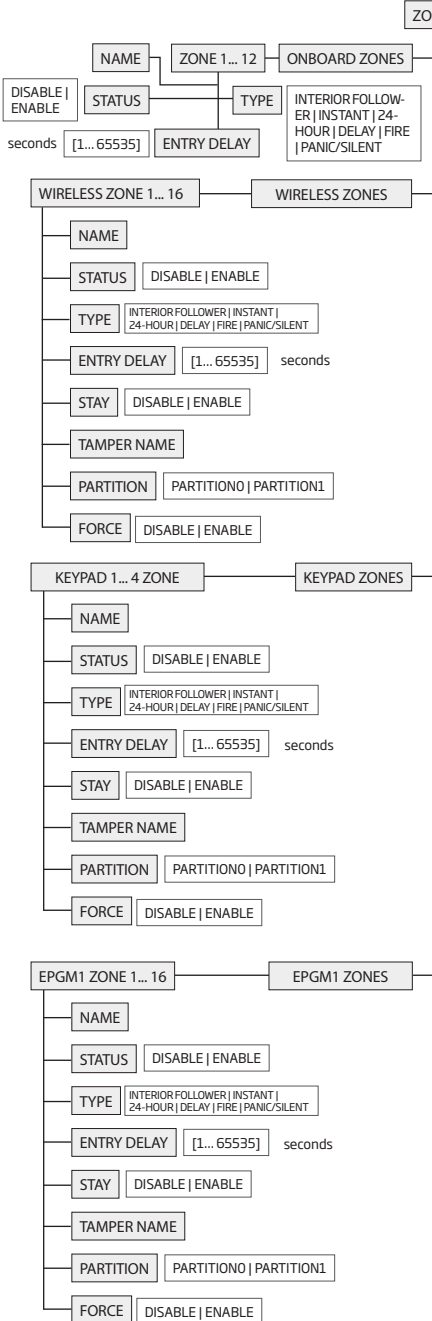 ZO
NAME ZONE 1... 12 ONBOARD ZONES
DISABLE |
ENABLE
STATUS TYPE
INTERIOR FOLLOW-
ER | INSTANT | 24-
HOUR | DELAY | FIRE
| PANIC/SILENT
seconds [1... 65535] ENTRY DELAY
WIRELESS ZONE 1... 16 WIRELESS ZONES
NAME
STATUS DISABLE | ENABLE
TYPE
INTERIOR FOLLOWER | INSTANT |
24-HOUR | DELAY | FIRE | PANIC/SILENT
ENTRY DELAY [1... 65535] seconds
STAY DISABLE | ENABLE
TAMPER NAME
PARTITION PARTITION0 | PARTITION1
FORCE DISABLE | ENABLE
KEYPAD 1... 4 ZONE KEYPAD ZONES
NAME
STATUS DISABLE | ENABLE
TYPE
INTERIOR FOLLOWER | INSTANT |
24-HOUR | DELAY | FIRE | PANIC/SILENT
ENTRY DELAY [1... 65535] seconds
STAY DISABLE | ENABLE
TAMPER NAME
PARTITION PARTITION0 | PARTITION1
FORCE DISABLE | ENABLE
EPGM1 ZONE 1... 16 EPGM1 ZONES
NAME
STATUS DISABLE | ENABLE
TYPE
INTERIOR FOLLOWER | INSTANT |
24-HOUR | DELAY | FIRE | PANIC/SILENT
ENTRY DELAY [1... 65535] seconds
STAY DISABLE | ENABLE
TAMPER NAME
PARTITION PARTITION0 | PARTITION1
FORCE DISABLE | ENABLE